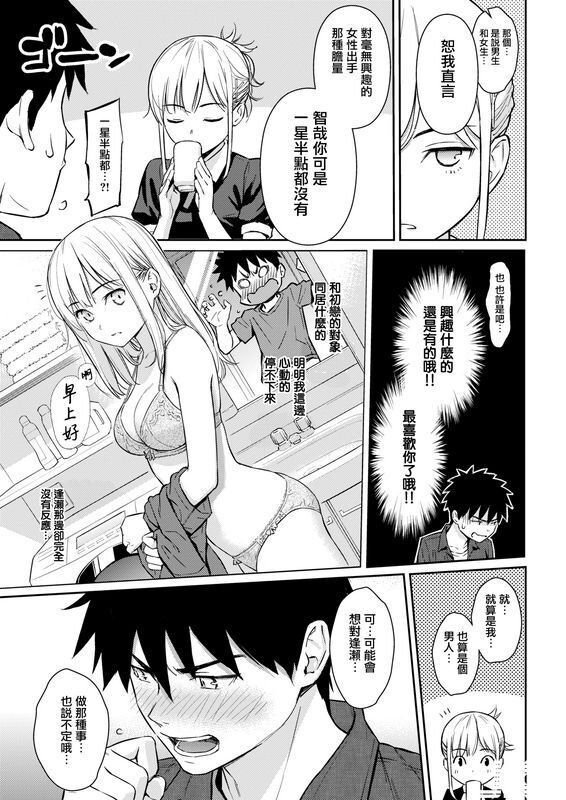 那個…
是說男生
和女生…
恕我直言
對毫無興趣的
女性出手
那種膽量
智哉你可是
一星半點都沒有
ゴーン
一星半點
都…?!
也 也許是吧…
興趣什麼的
還是有的哦!!
最喜歡你了哦!!
和初戀的對象
同居什麼的
明明我這邊
心動的
停不下來
啊
早上好
逢瀨那邊卻完全
沒有反應…
就…
就算是我…
也算是個
男人…
可…可能會
想對逢瀨…
做那種事…
也說不定哦…